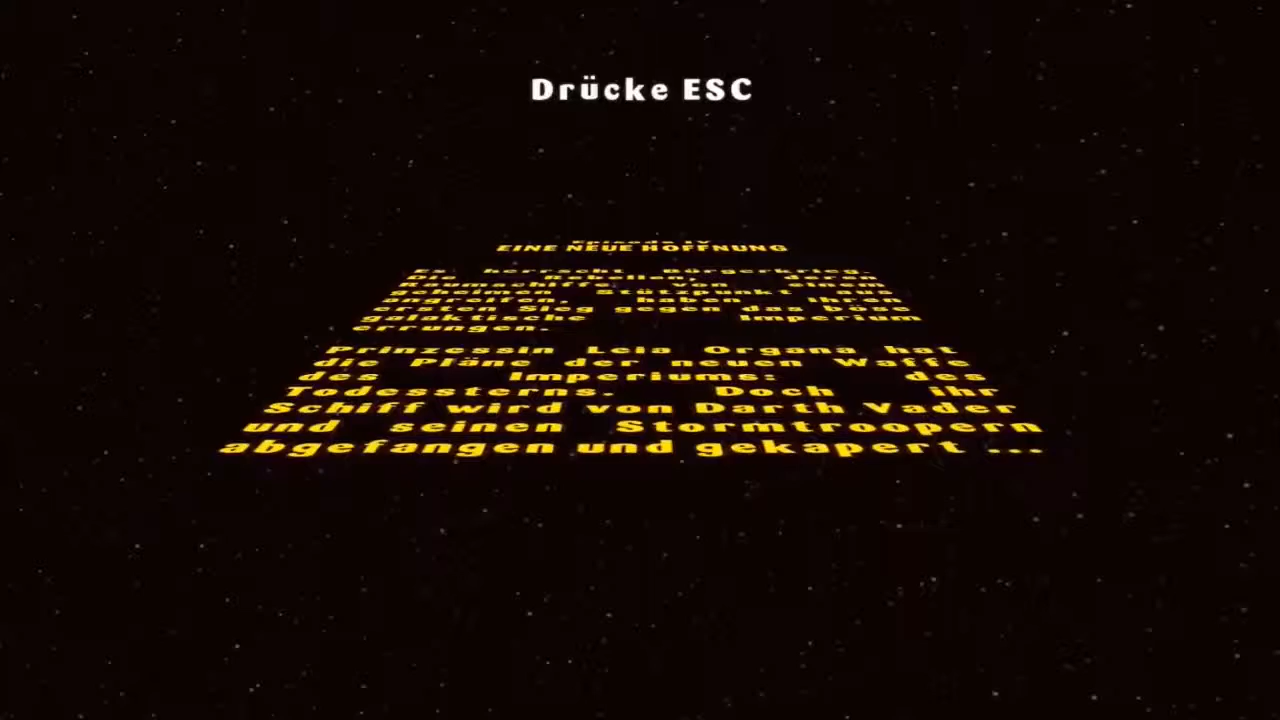 Drücke ESC
Episode IV
EINE NEUE HOFFNUNG
Es herrscht Bürgerkrieg.
Die Rebellen, deren
Raumschiffe von einem
geheimen Stützpunkt aus
angreifen, haben ihren
ersten Sieg gegen das böse
galaktische Imperium
errungen.
Prinzessin Leia Organa hat
die Pläne der neuen Waffe
des Imperiums: des
Todessterns. Doch ihr
Schiff wird von Darth Vader
und seinen Stormtroopern
abgefangen und gekapert ...